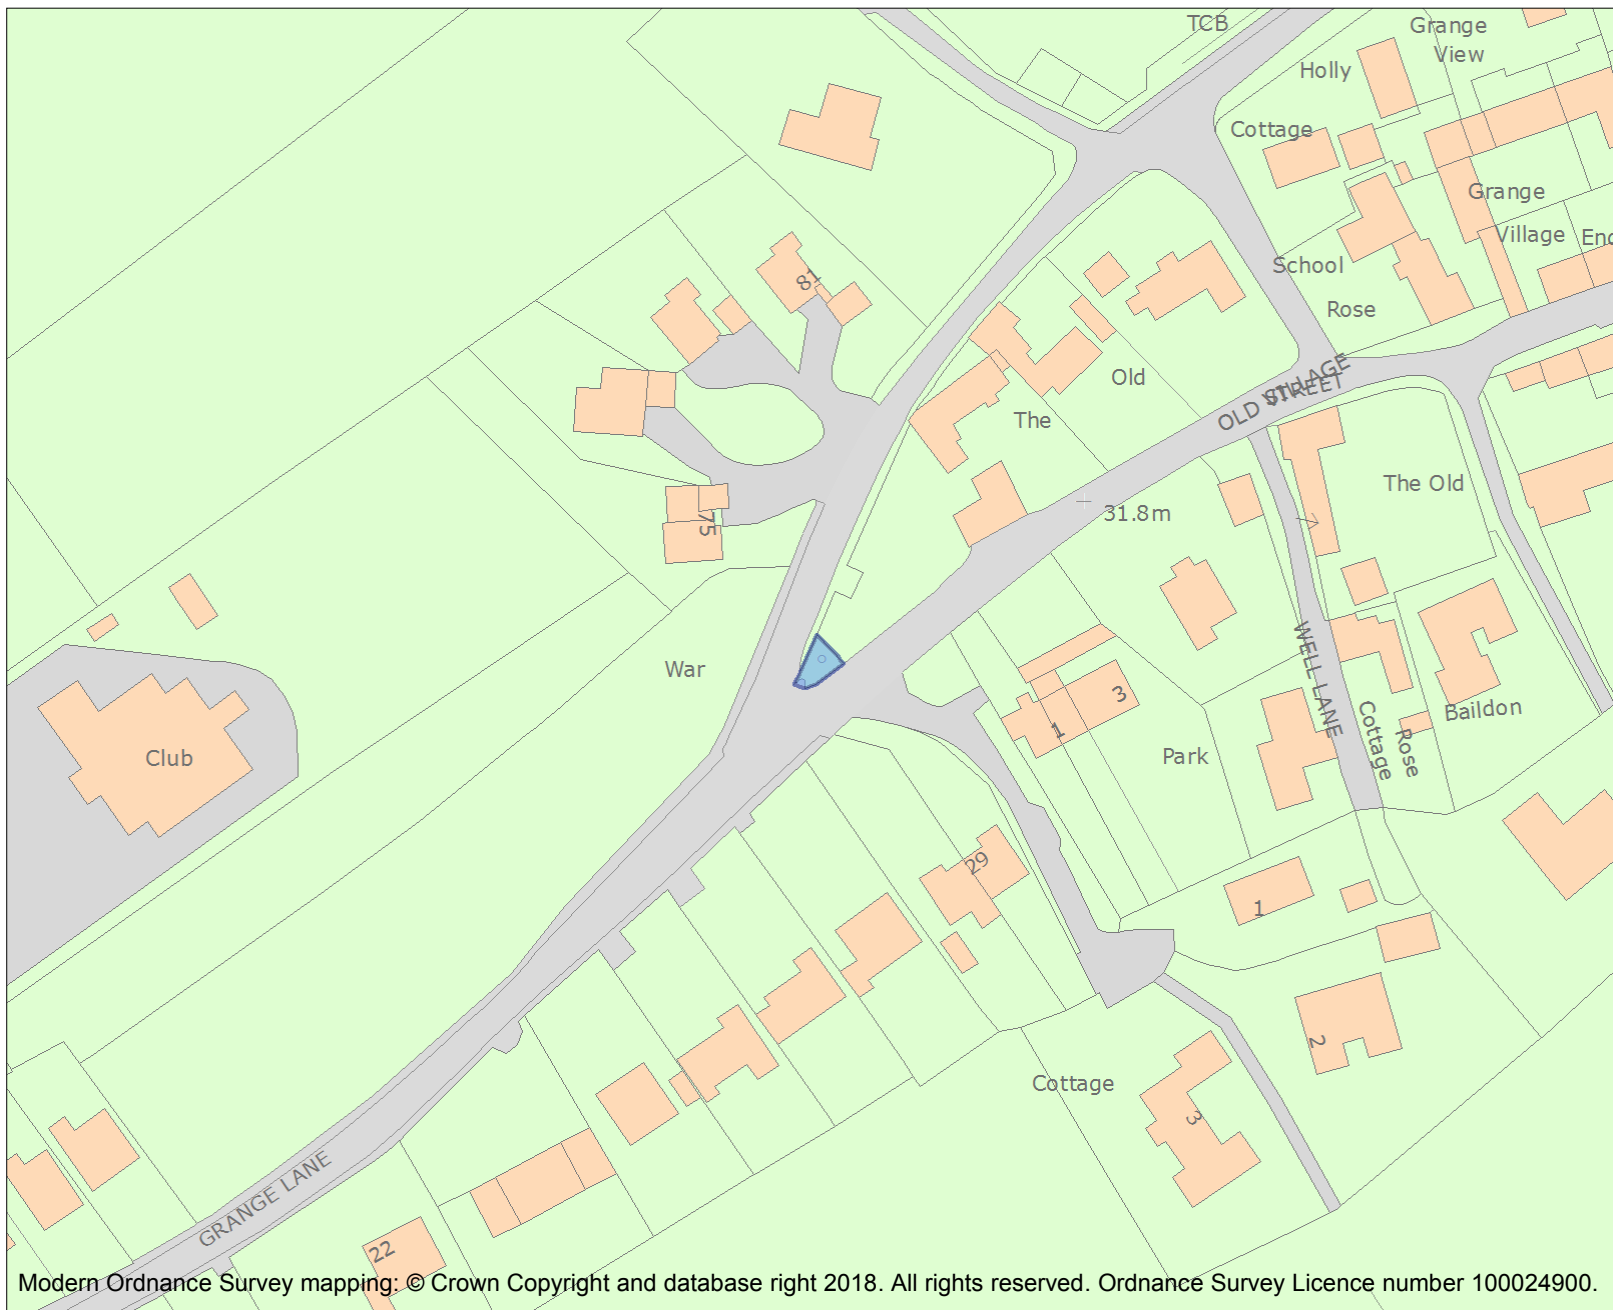 TCB
Grange
View
Holly
Cottage
Grange
Village
End
School
Rose
81
Old
The
OLD VILLAGE
STREET
31.8m
The Old
7
75
War
WELL LANE
Cottage
Rose
Baildon
3
1
Park
Club
29
1
2
Cottage
3
GRANGE LANE
22
Modern Ordnance Survey mapping: © Crown Copyright and database right 2018. All rights reserved. Ordnance Survey Licence number 100024900.